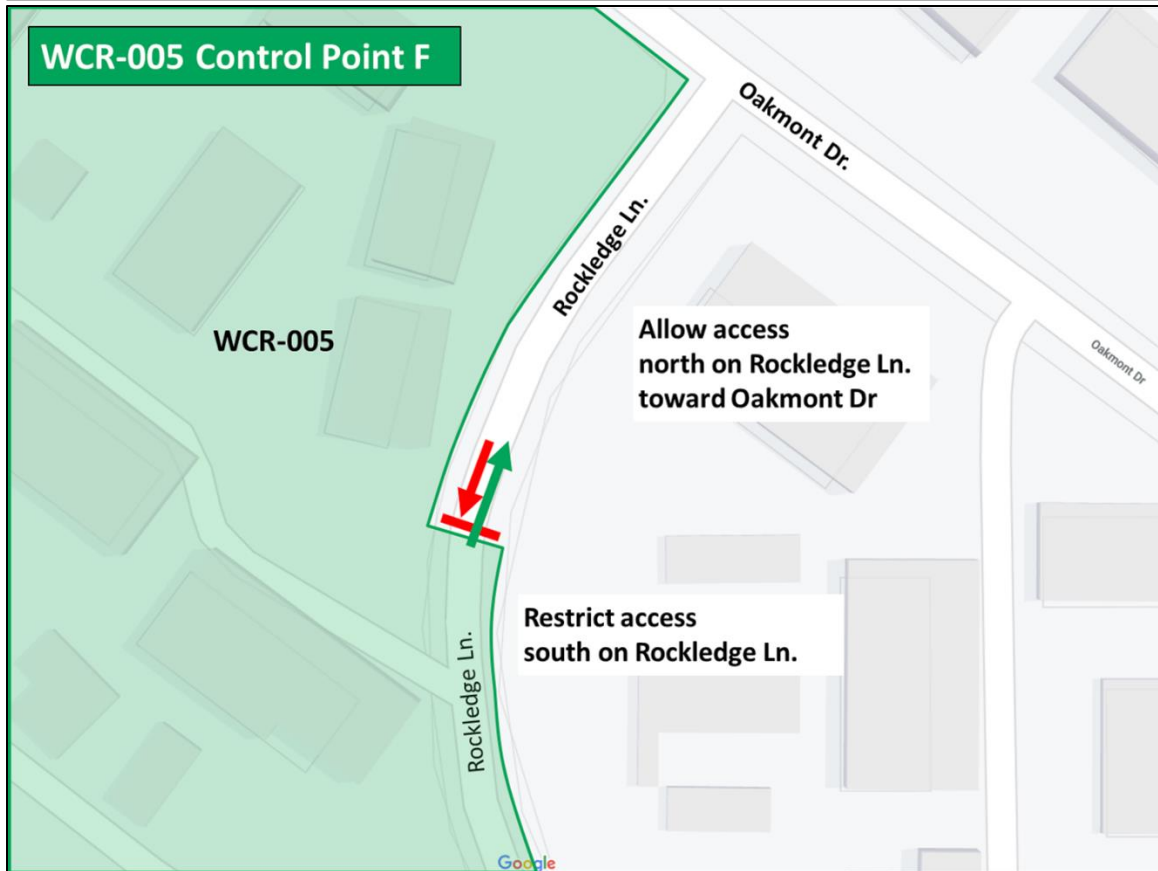 WCR-005 Control Point F
Oakmont Dr.
Rockledge Ln.
WCR-005
Allow access
north on Rockledge Ln.
toward Oakmont Dr
Oakmont Dr
Restrict access
south on Rockledge Ln.
Rockledge Ln.
Google